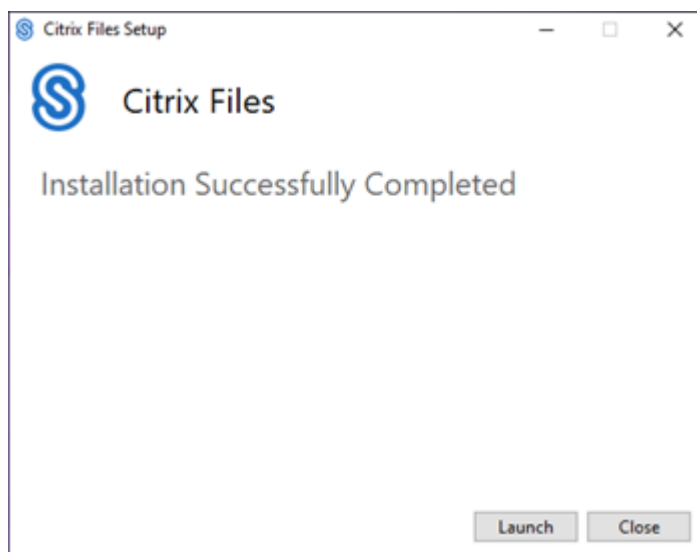 Citrix Files Setup
Citrix Files
Installation Successfully Completed
Launch Close